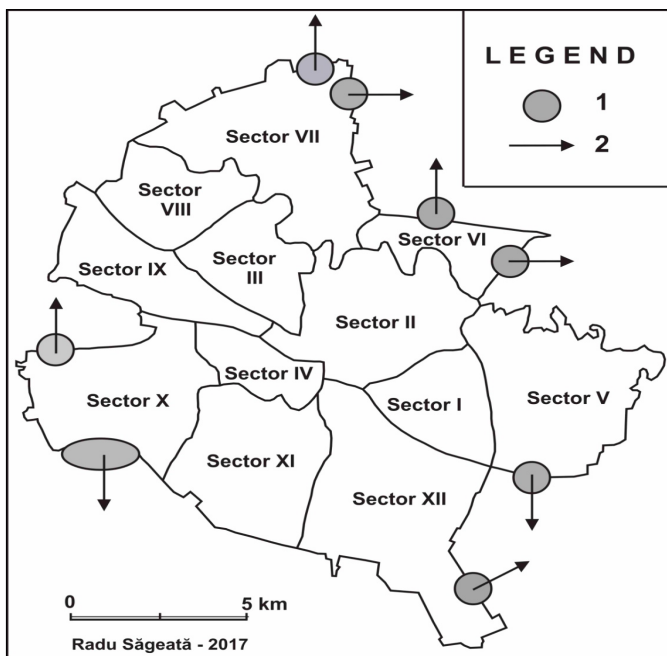 LEGEND
1
2
Sector VII
Sector
VIII
Sector VI
Sector IX
Sector
III
Sector II
Sector IV
Sector X
Sector I
Sector V
Sector XI
Sector XII
0
5 km
Radu Săgeată - 2017